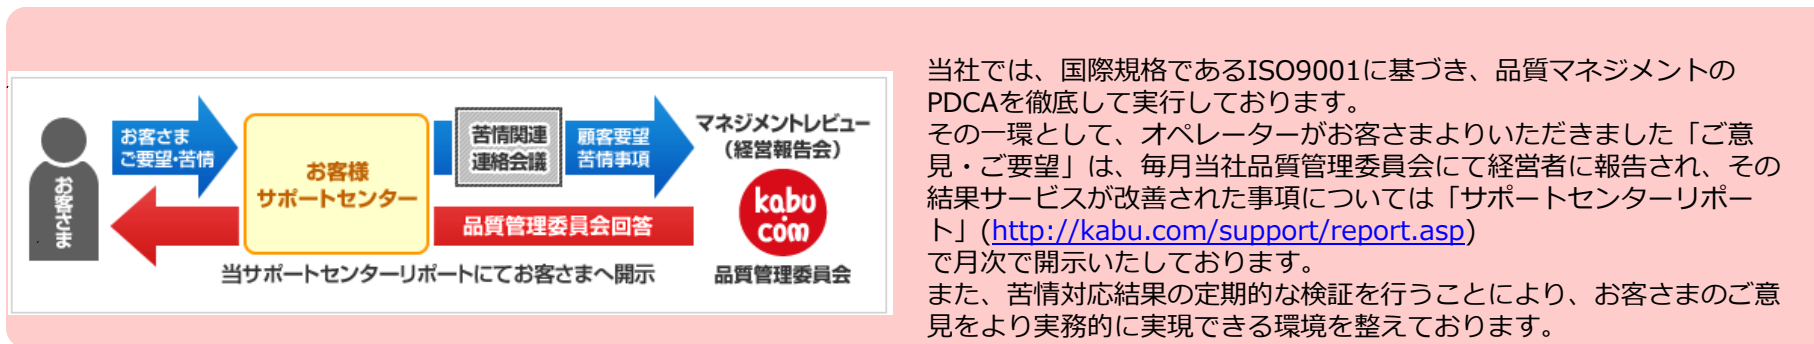 お客さま
お客さま
ご要望・苦情
お客様
サポートセンター
苦情関連
連絡会議
顧客要望
苦情事項
マネジメントレビュー
（経営報告会）
kabu
.
com
品質管理委員会回答
品質管理委員会
当サポートセンターリポートにてお客さまへ開示
当社では、国際規格であるISO9001に基づき、品質マネジメントの
PDCAを徹底して実行しております。
その一環として、オペレーターがお客さまよりいただきました「ご意
見・ご要望」は、毎月当社品質管理委員会にて経営者に報告され、その
結果サービスが改善された事項については「サポートセンターリポー
ト」(http://kabu.com/support/report.asp)
で月次で開示いたしております。
また、苦情対応結果の定期的な検証を行うことにより、お客さまのご意
見をより実務的に実現できる環境を整えております。